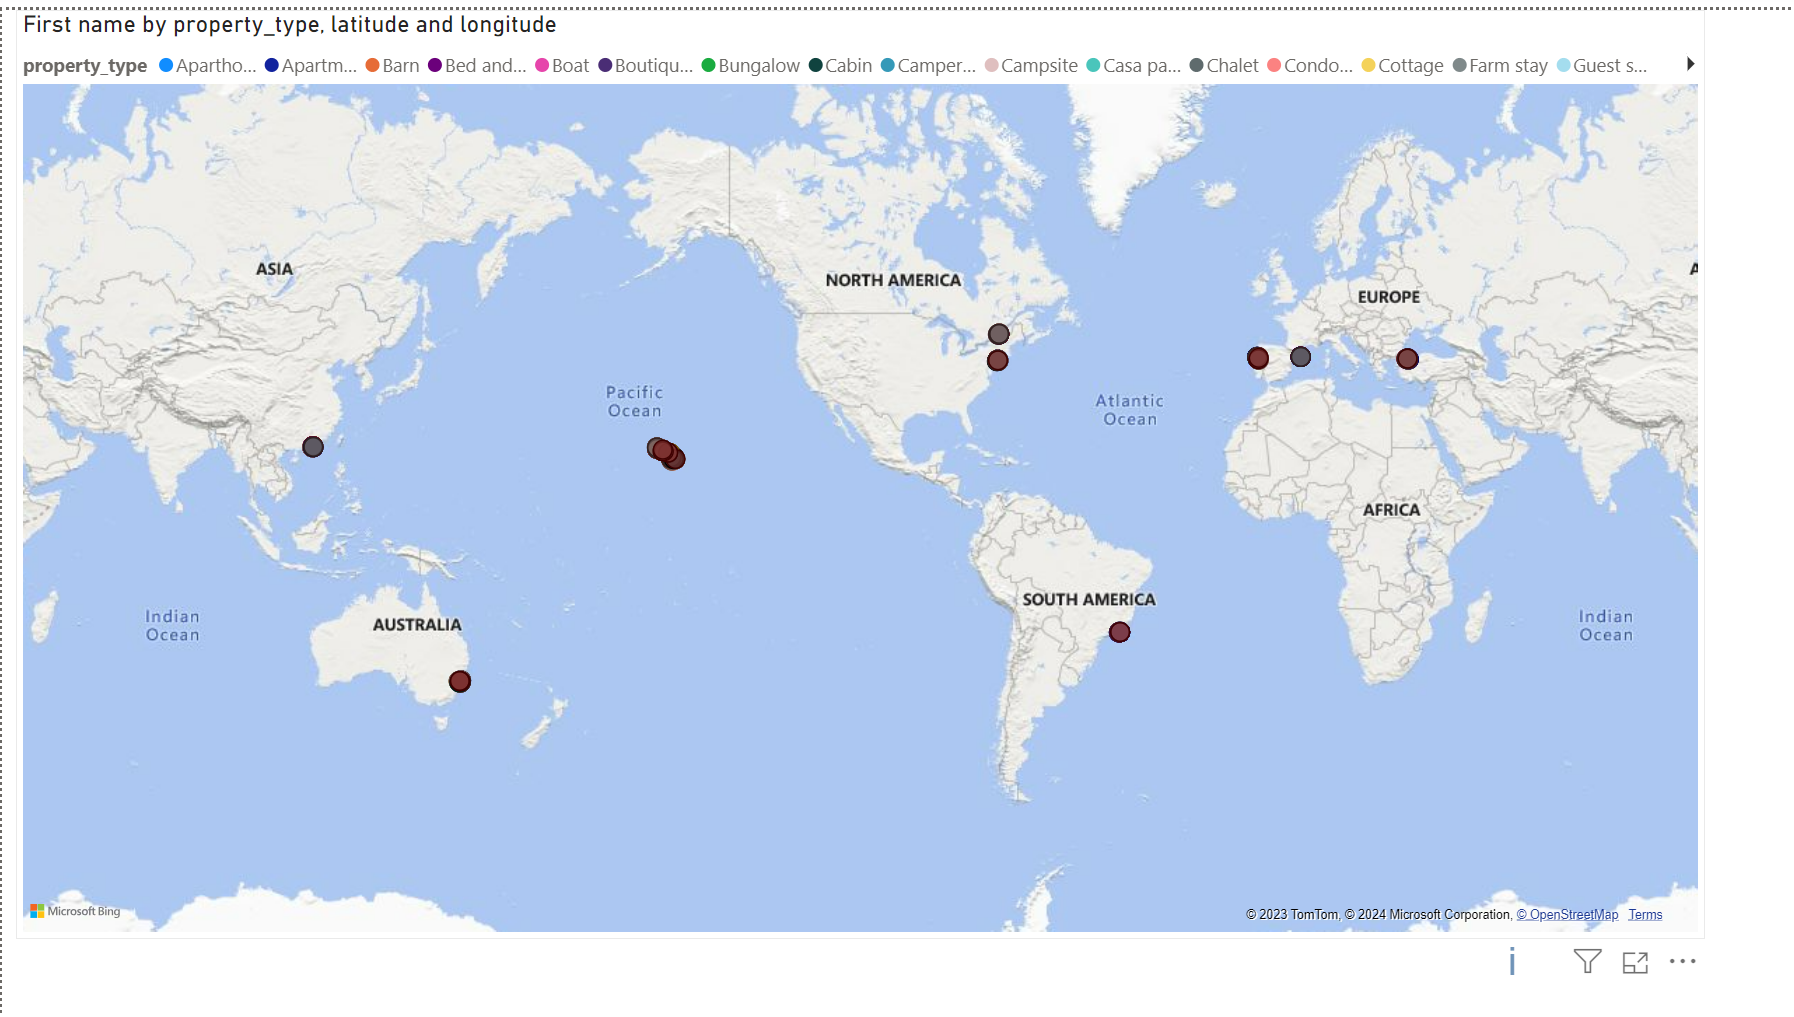 First name by property_type, latitude and longitude
property_type Apartho... Apartm... Barn Bed and... Boat Boutiqu... Bungalow Cabin Camper... Campsite Casa pa... Chalet Condo... Cottage Farm stay Guest s...
ASIA
NORTH AMERICA
EUROPE
A
Pacific
Ocean
Atlantic
Ocean
AFRICA
SOUTH AMERICA
Indian
Ocean
AUSTRALIA
Indian
Ocean
Microsoft Bing
© 2023 TomTom, © 2024 Microsoft Corporation, © OpenStreetMap Terms